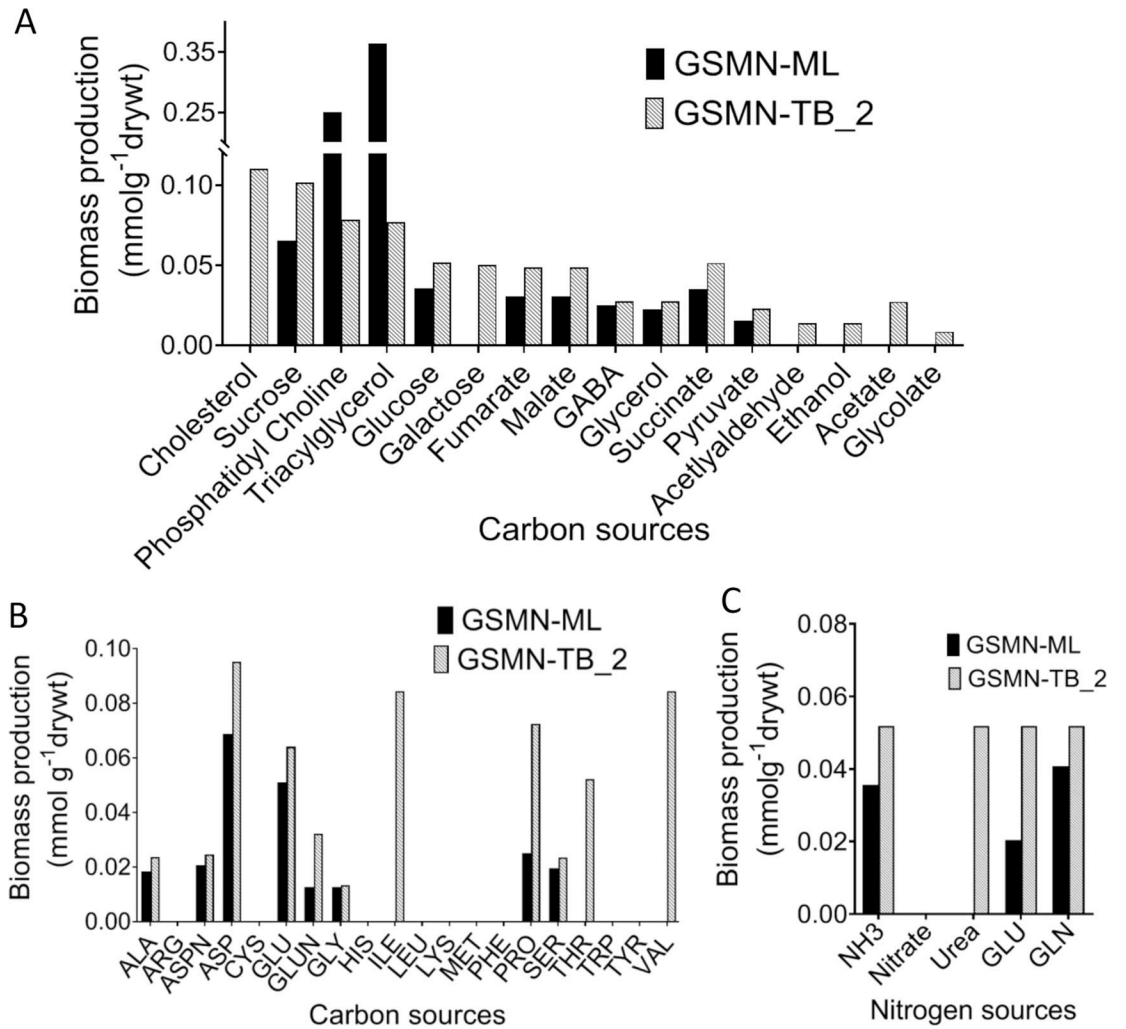 A
Biomass production
(mmolg⁻¹drywt)
0.35
0.25
0.10
0.05
0.00
GSMN-ML
GSMN-TB_2
Cholesterol
Sucrose
Phosphatidyl Choline
Triacylglycerol
Glucose
Galactose
Fumarate
Malate
GABA
Glycerol
Succinate
Pyruvate
Acetlyaldehyde
Ethanol
Acetate
Glycolate
Carbon sources
B
Biomass production
(mmol g⁻¹drywt)
0.10
0.08
0.06
0.04
0.02
0.00
GSMN-ML
GSMN-TB_2
ALA
ARG
ASPN
ASP
CYS
GLU
GLUN
GLY
HIS
ILE
LEU
LYS
MET
PHE
PRO
SER
THR
TRP
TYR
VAL
Carbon sources
C
Biomass production
(mmolg⁻¹drywt)
0.08
0.06
0.04
0.02
0.00
GSMN-ML
GSMN-TB_2
NH3
Nitrate
Urea
GLU
GLN
Nitrogen sources